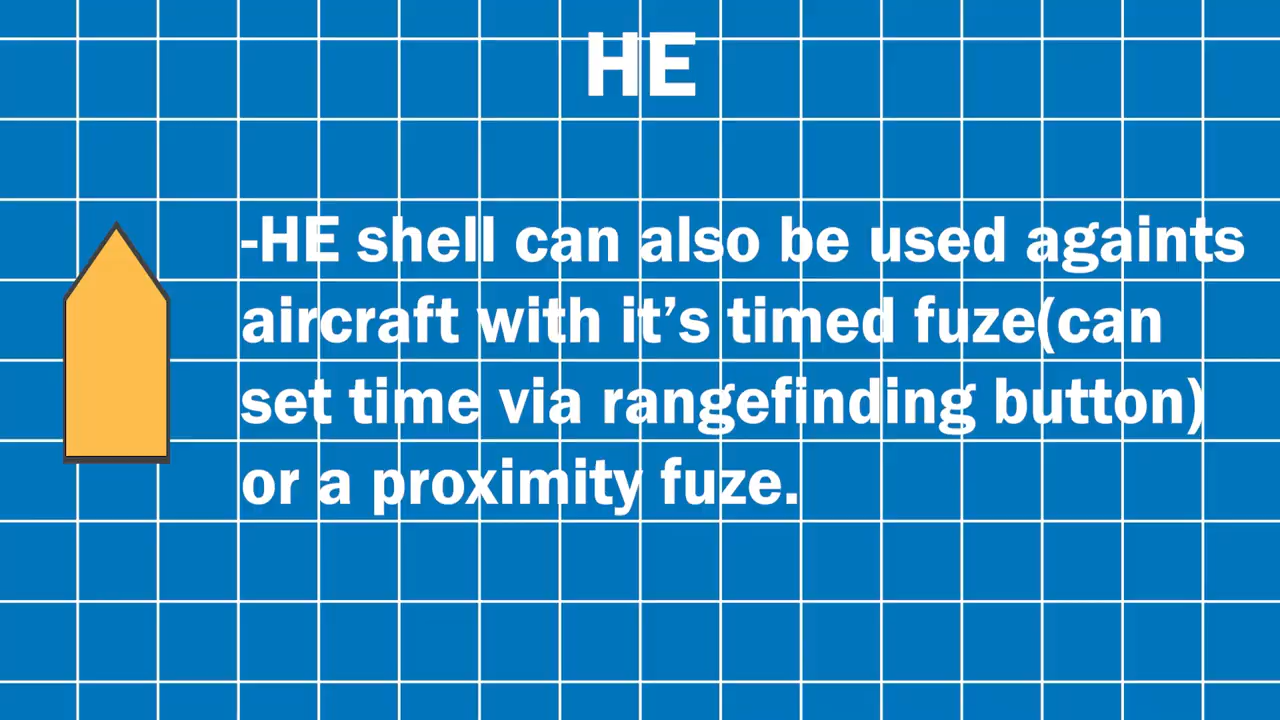 HE
-HE shell can also be used againts
aircraft with it’s timed fuze(can
set time via rangefinding button)
or a proximity fuze.